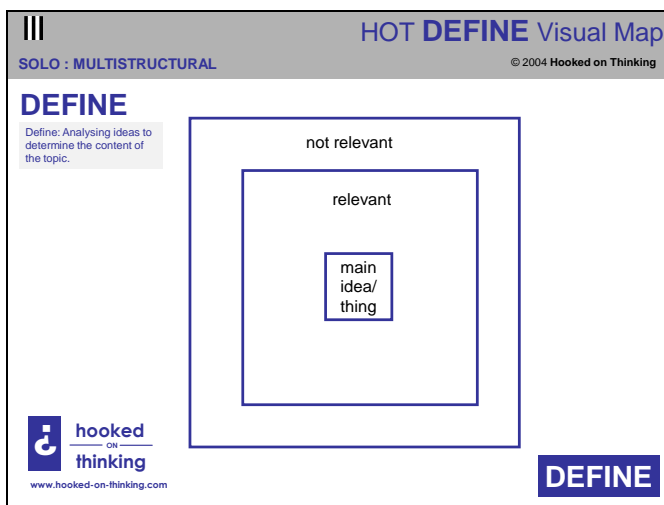 HOT DEFINE Visual Map
SOLO : MULTISTRUCTURAL
© 2004 Hooked on Thinking
DEFINE
Define: Analysing ideas to
determine the content of
the topic.
not relevant
relevant
main
idea/
thing
hooked
ON
thinking
www.hooked-on-thinking.com
DEFINE